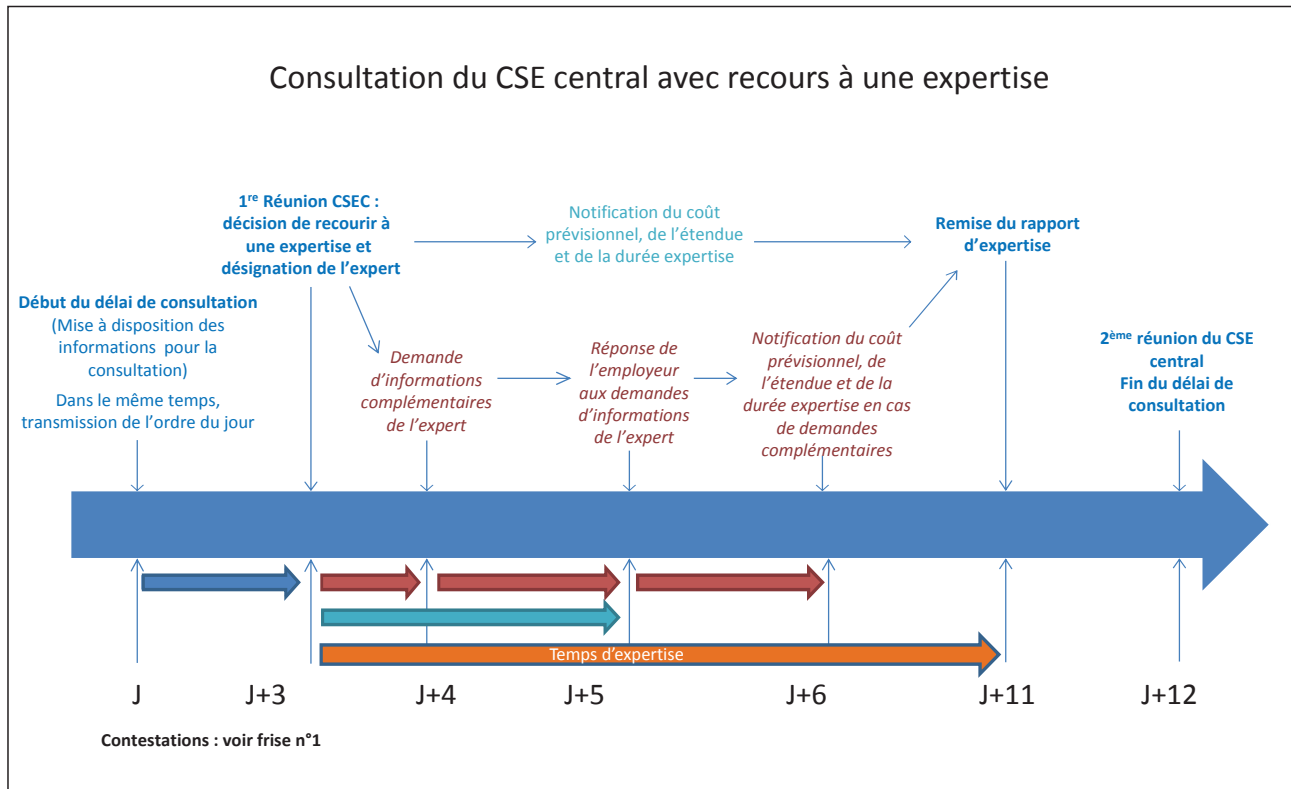 Consultation du CSE central avec recours à une expertise
1re Réunion CSEC :
décision de recourir à
une expertise et
désignation de l'expert
Notification du coût
prévisionnel, de l'étendue
et de la durée expertise
Remise du rapport
d'expertise
Début du délai de consultation
(Mise à disposition des
informations pour la
consultation)
Dans le même temps,
transmission de l'ordre du jour
Demande
d'informations
complémentaires
de l'expert
Réponse de
l'employeur
aux demandes
d'informations
de l'expert
Notification du coût
prévisionnel, de
l'étendue et de la
durée expertise en cas
de demandes
complémentaires
2ème réunion du CSE
central
Fin du délai de
consultation
Temps d'expertise
J
J+3
J+4
J+5
J+6
J+11
J+12
Contestations : voir frise n°1